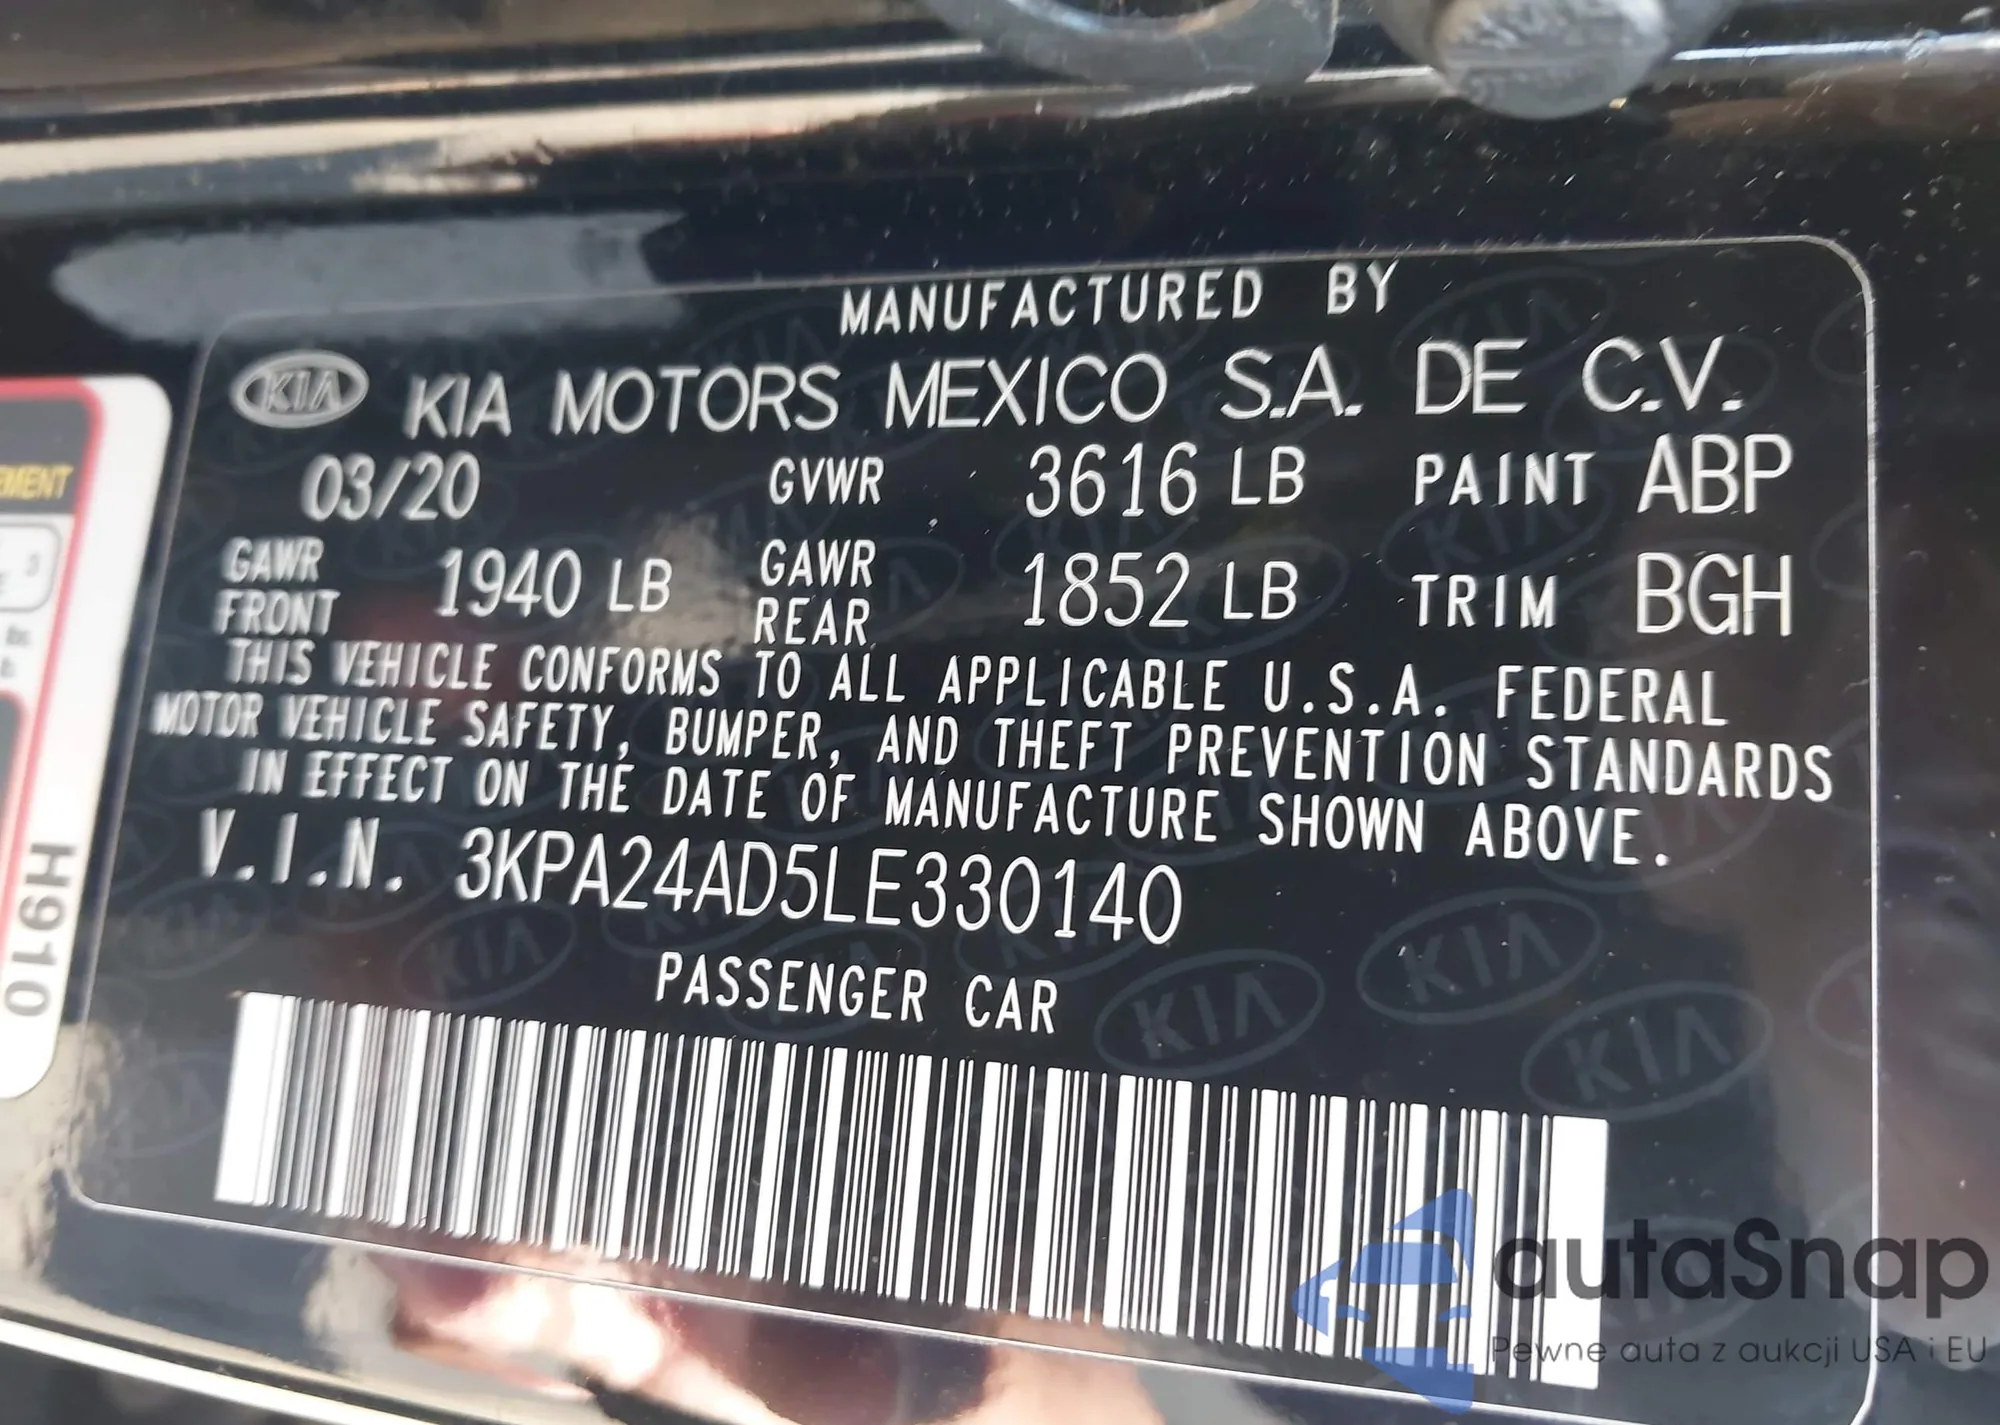 MANUFACTURED BY
KIA KIA MOTORS MEXICO S.A. DE C.V.
03/20 GVWR 3616 LB PAINT ABP
GAWR FRONT 1940 LB GAWR REAR 1852 LB TRIM BGH
THIS VEHICLE CONFORMS TO ALL APPLICABLE U.S.A. FEDERAL
MOTOR VEHICLE SAFETY, BUMPER, AND THEFT PREVENTION STANDARDS
IN EFFECT ON THE DATE OF MANUFACTURE SHOWN ABOVE.
V.I.N. 3KPA24AD5LE330140
PASSENGER CAR
H910
autaSnap
Pewne auta z aukcji USA i EU